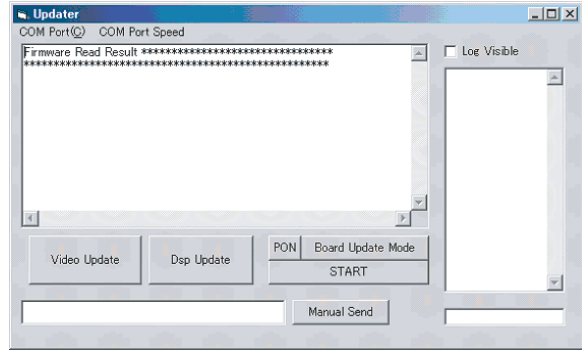 Updater
COM Port(C) COM Port Speed
Firmware Read Result ********************************
***************************************************
Log Visible
Video Update
Dsp Update
PON
Board Update Mode
START
Manual Send